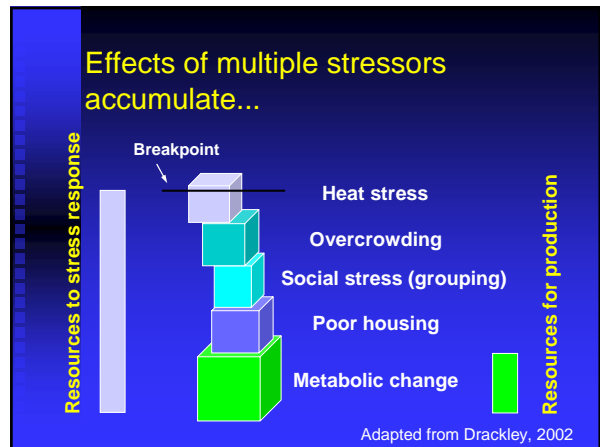 Effects of multiple stressors
accumulate...
Resources to stress response
Breakpoint
Heat stress
Overcrowding
Social stress (grouping)
Poor housing
Metabolic change
Resources for production
Adapted from Drackley, 2002